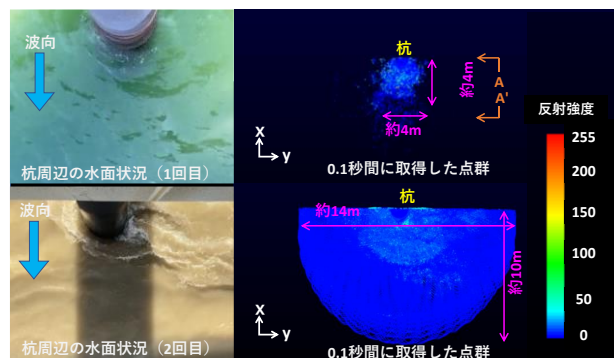 波向
杭周辺の水面状況（1回目）
杭
約4m
約4m
A
A'
x
y
0.1秒間に取得した点群
波向
杭周辺の水面状況（2回目）
杭
約14m
約10m
x
y
0.1秒間に取得した点群
反射強度
255
200
150
100
50
0